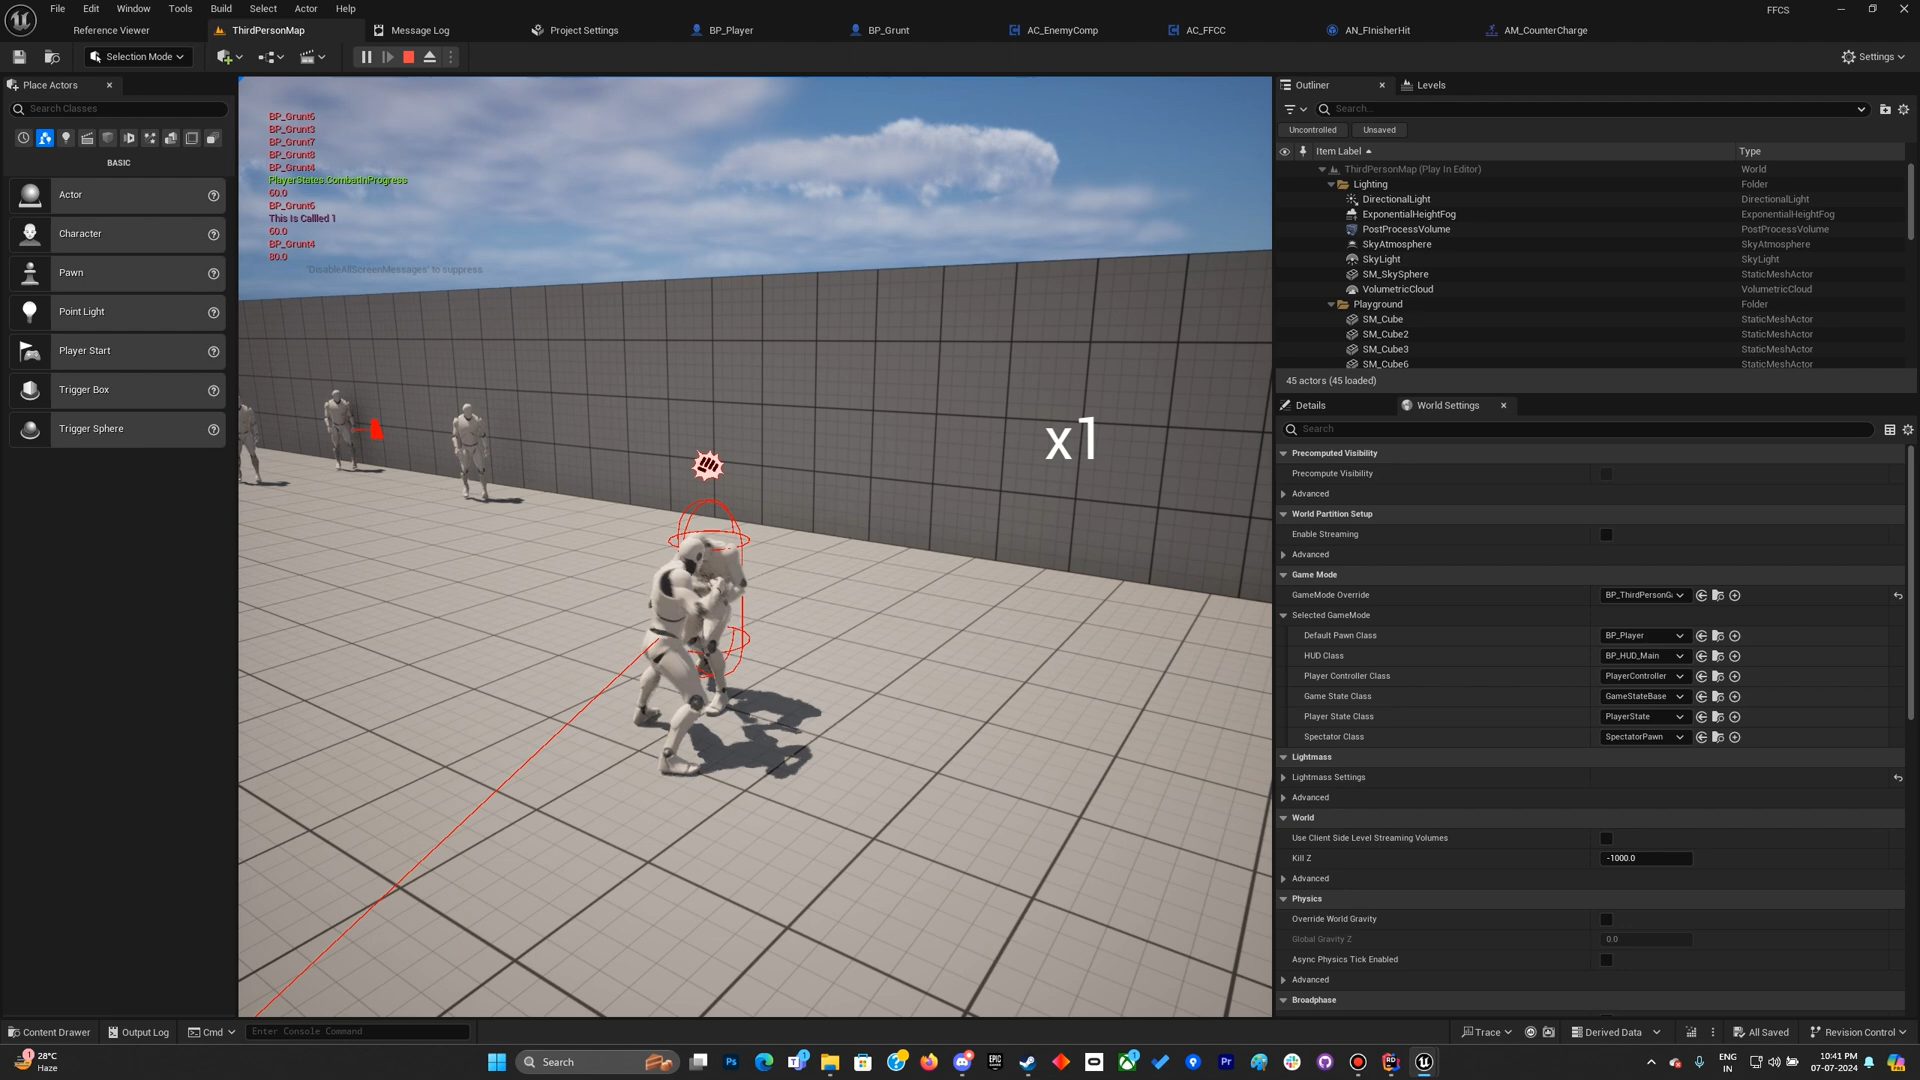 File Edit Window Tools Build Select Actor Help
FFCS
Reference Viewer
ThirdPersonMap
Message Log
Project Settings
BP_Player
BP_Grunt
AC_EnemyComp
AC_FFCC
AN_FInisherHit
AM_CounterCharge
Selection Mode
Settings
Place Actors
Search Classes
BASIC
Actor
Character
Pawn
Point Light
Player Start
Trigger Box
Trigger Sphere
BP_Grunt6
BP_Grunt3
BP_Grunt7
BP_Grunt8
BP_Grunt4
PlayerStates.CombatInProgress
60.0
BP_Grunt6
This Is Callled 1
60.0
BP_Grunt4
80.0
'DisableAllScreenMessages' to suppress
x1
Outliner
Levels
Search...
Uncontrolled
Unsaved
Item Label
Type
ThirdPersonMap (Play In Editor) World
Lighting Folder
DirectionalLight DirectionalLight
ExponentialHeightFog ExponentialHeightFog
PostProcessVolume PostProcessVolume
SkyAtmosphere SkyAtmosphere
SkyLight SkyLight
SM_SkySphere StaticMeshActor
VolumetricCloud VolumetricCloud
Playground Folder
SM_Cube StaticMeshActor
SM_Cube2 StaticMeshActor
SM_Cube3 StaticMeshActor
SM_Cube6 StaticMeshActor
45 actors (45 loaded)
Details
World Settings
Search
Precomputed Visibility
Precompute Visibility
Advanced
World Partition Setup
Enable Streaming
Advanced
Game Mode
GameMode Override BP_ThirdPersonG
Selected GameMode
Default Pawn Class BP_Player
HUD Class BP_HUD_Main
Player Controller Class PlayerController
Game State Class GameStateBase
Player State Class PlayerState
Spectator Class SpectatorPawn
Lightmass
Lightmass Settings
Advanced
World
Use Client Side Level Streaming Volumes
Kill Z -1000.0
Advanced
Physics
Override World Gravity
Global Gravity Z 0.0
Async Physics Tick Enabled
Advanced
Broadphase
Content Drawer
Output Log
Cmd
Enter Console Command
Trace
Derived Data
All Saved
Revision Control
28°C
Haze
Search
ENG
IN
10:41 PM
07-07-2024